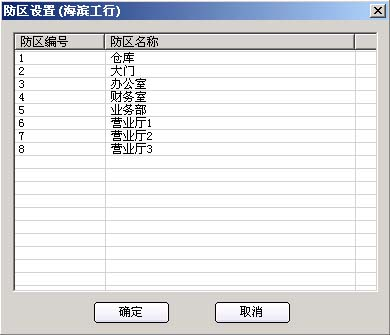 防区设置 (海滨工行)
防区编号 防区名称
1 仓库
2 大门
3 办公室
4 财务室
5 业务部
6 营业厅1
7 营业厅2
8 营业厅3
确定 取消